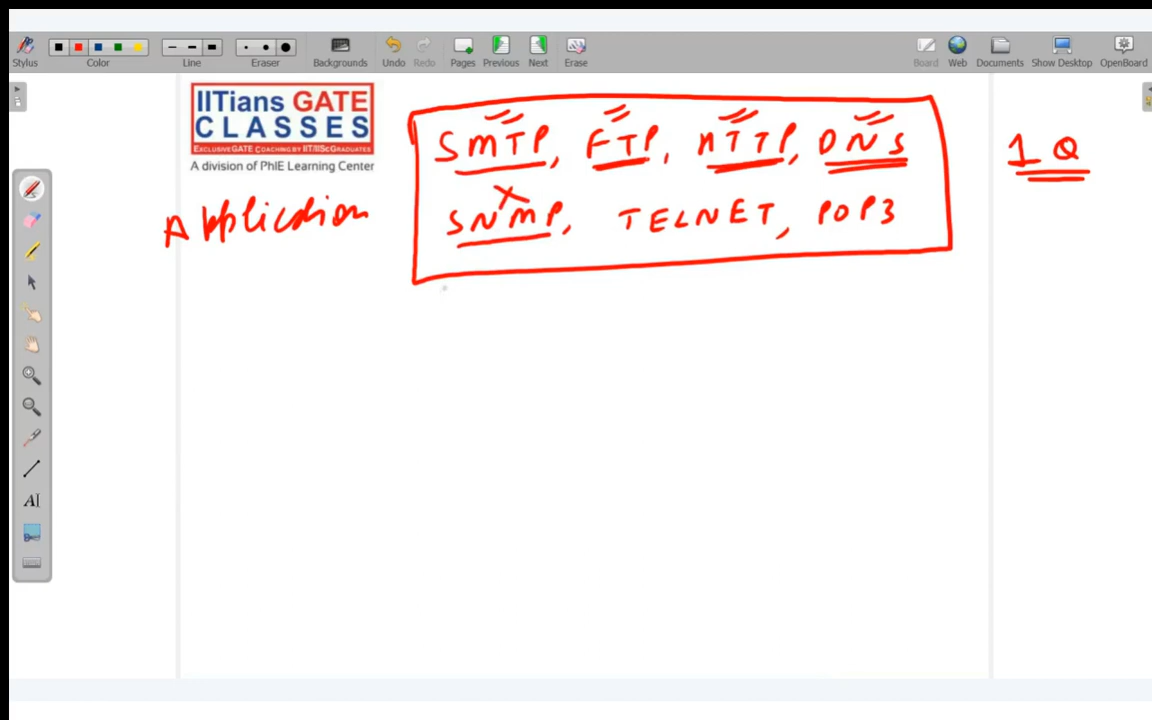 Stylus
Color
Line
Eraser
Backgrounds
Undo
Redo
Pages
Previous
Next
Erase
Board
Web
Documents
Show Desktop
OpenBoard
IITians GATE
CLASSES
EXCLUSIVE GATE COACHING BY IIT/IISc GRADUATES
A division of PhIE Learning Center
SMTP, FTP, HTTP, DNS
1 Q
Application
SNMP, TELNET, POP3
AI